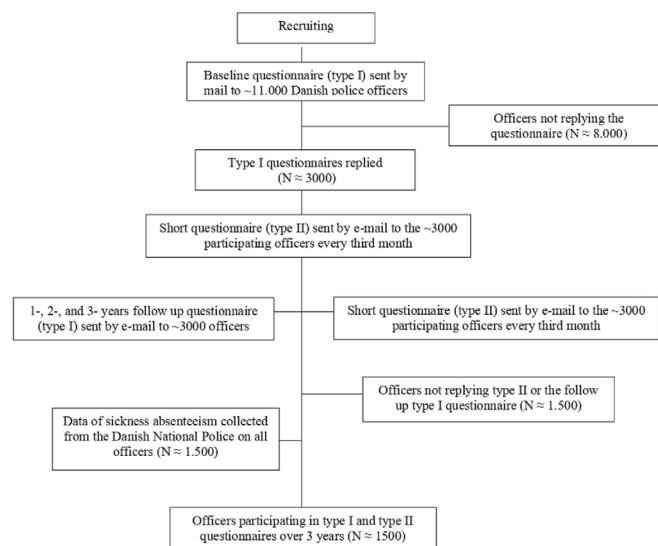 Recruiting
Baseline questionnaire (type I) sent by
mail to ~11.000 Danish police officers
Officers not replying the
questionnaire (N ≈ 8.000)
Type I questionnaires replied
(N ≈ 3000)
Short questionnaire (type II) sent by e-mail to the ~3000
participating officers every third month
1-, 2-, and 3- years follow up questionnaire
(type I) sent by e-mail to ~3000 officers
Short questionnaire (type II) sent by e-mail to the ~3000
participating officers every third month
Officers not replying type II or the follow
up type I questionnaire (N ≈ 1.500)
Data of sickness absenteeism collected
from the Danish National Police on all
officers (N ≈ 1.500)
Officers participating in type I and type II
questionnaires over 3 years (N ≈ 1500)